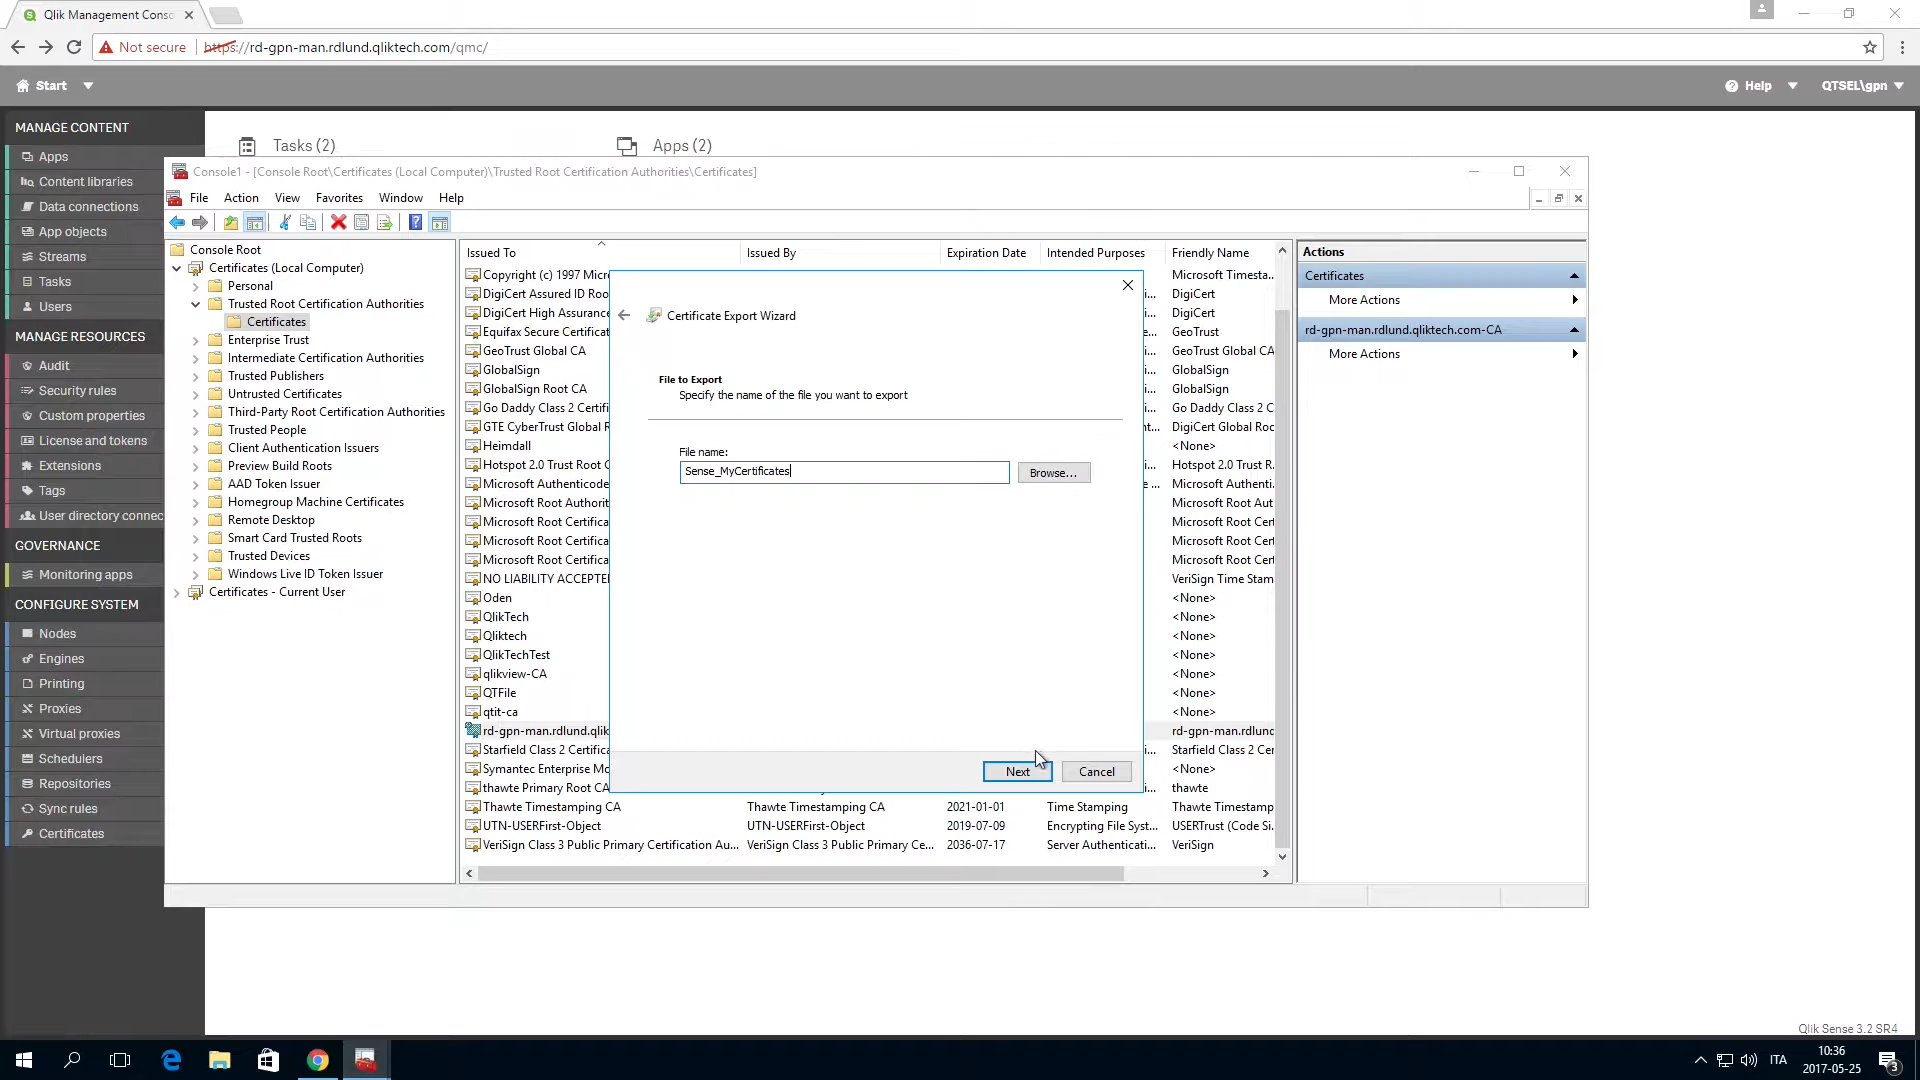 Qlik Management Conso
Not secure
https://rd-gpn-man.rdlund.qliktech.com/qmc/
Start
Help
QTSEL\gpn
MANAGE CONTENT
Apps
Content libraries
Data connections
App objects
Streams
Tasks
Users
MANAGE RESOURCES
Audit
Security rules
Custom properties
License and tokens
Extensions
Tags
User directory connec
GOVERNANCE
Monitoring apps
CONFIGURE SYSTEM
Nodes
Engines
Printing
Proxies
Virtual proxies
Schedulers
Repositories
Sync rules
Certificates
Tasks (2)
Apps (2)
Console1 - [Console Root\Certificates (Local Computer)\Trusted Root Certification Authorities\Certificates]
File Action View Favorites Window Help
Console Root
Certificates (Local Computer)
Personal
Trusted Root Certification Authorities
Certificates
Enterprise Trust
Intermediate Certification Authorities
Trusted Publishers
Untrusted Certificates
Third-Party Root Certification Authorities
Trusted People
Client Authentication Issuers
Preview Build Roots
AAD Token Issuer
Homegroup Machine Certificates
Remote Desktop
Smart Card Trusted Roots
Trusted Devices
Windows Live ID Token Issuer
Certificates - Current User
Issued To Issued By Expiration Date Intended Purposes Friendly Name
Copyright (c) 1997 Micr Microsoft Timesta...
DigiCert Assured ID Roo DigiCert
DigiCert High Assurance DigiCert
Equifax Secure Certificat GeoTrust
GeoTrust Global CA GeoTrust Global CA
GlobalSign GlobalSign
GlobalSign Root CA GlobalSign
Go Daddy Class 2 Certifi Go Daddy Class 2 C
GTE CyberTrust Global R DigiCert Global Roo
Heimdall <None>
Hotspot 2.0 Trust Root C Hotspot 2.0 Trust R
Microsoft Authenticode Microsoft Authenti...
Microsoft Root Authorit Microsoft Root Aut
Microsoft Root Certifica Microsoft Root Cert
Microsoft Root Certifica Microsoft Root Cert
Microsoft Root Certifica Microsoft Root Cert
NO LIABILITY ACCEPTE VeriSign Time Stam
Oden <None>
QlikTech <None>
Qliktech <None>
QlikTechTest <None>
qlikview-CA <None>
QTFile <None>
qtit-ca <None>
rd-gpn-man.rdlund.qlik rd-gpn-man.rdlund
Starfield Class 2 Certifica Starfield Class 2 Cer
Symantec Enterprise Mo <None>
thawte Primary Root CA thawte
Thawte Timestamping CA Thawte Timestamping CA 2021-01-01 Time Stamping Thawte Timestamp
UTN-USERFirst-Object UTN-USERFirst-Object 2019-07-09 Encrypting File Syst... USERTrust (Code Si...
VeriSign Class 3 Public Primary Certification Au... VeriSign Class 3 Public Primary Ce... 2036-07-17 Server Authenticati... VeriSign
Certificate Export Wizard
File to Export
Specify the name of the file you want to export
File name:
Sense_MyCertificates
Browse...
Next
Cancel
Actions
Certificates
More Actions
rd-gpn-man.rdlund.qliktech.com-CA
More Actions
Qlik Sense 3.2 SR4
ITA
10:36
2017-05-25
3